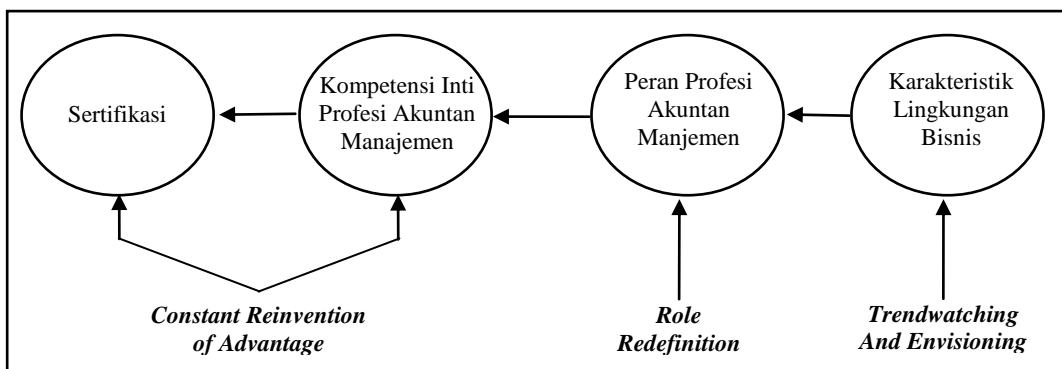 Sertifikasi
Kompetensi Inti
Profesi Akuntan
Manajemen
Peran Profesi
Akuntan
Manjemen
Karakteristik
Lingkungan
Bisnis
Constant Reinvention
of Advantage
Role
Redefinition
Trendwatching
And Envisioning